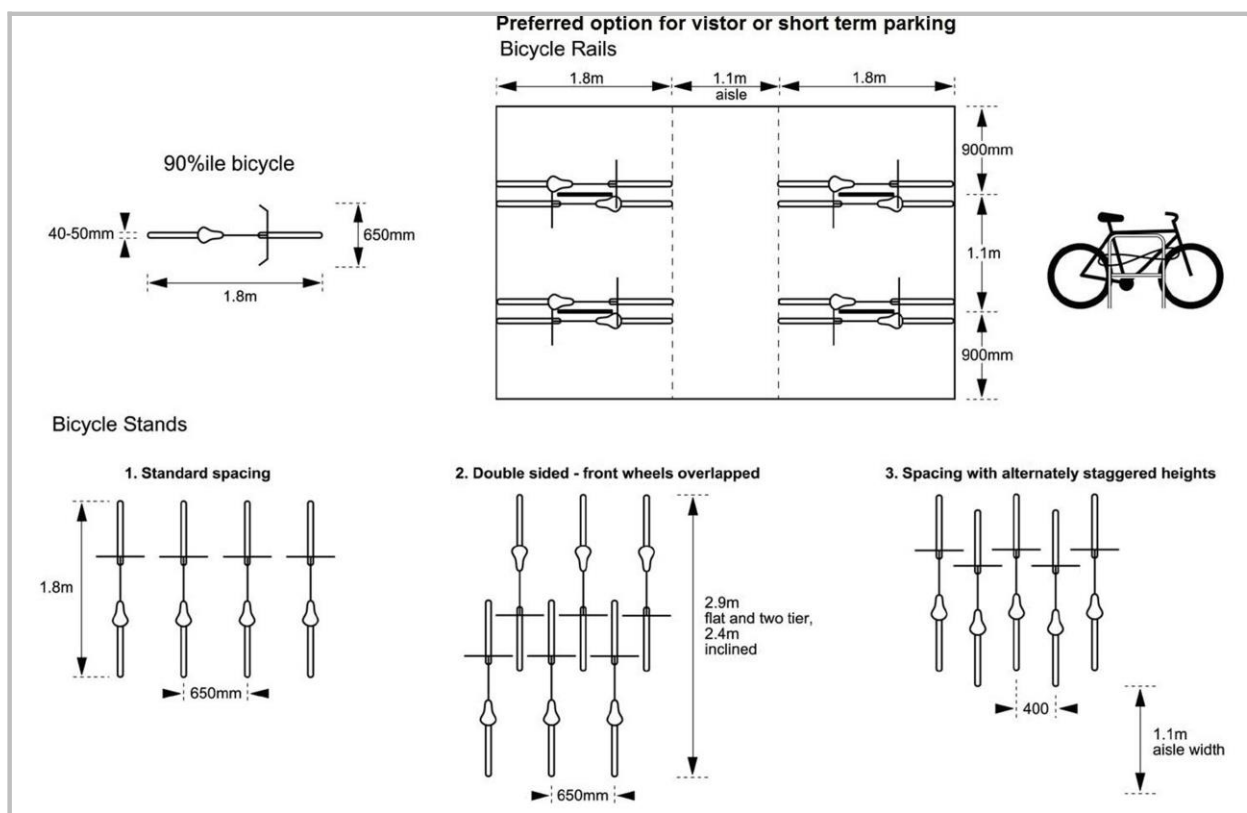 Preferred option for vistor or short term parking
Bicycle Rails
1.8m
1.1m
aisle
1.8m
900mm
1.1m
900mm
90%ile bicycle
40-50mm
650mm
1.8m
Bicycle Stands
1. Standard spacing
1.8m
650mm
2. Double sided - front wheels overlapped
2.9m
flat and two tier,
2.4m
inclined
650mm
3. Spacing with alternately staggered heights
400
1.1m
aisle width